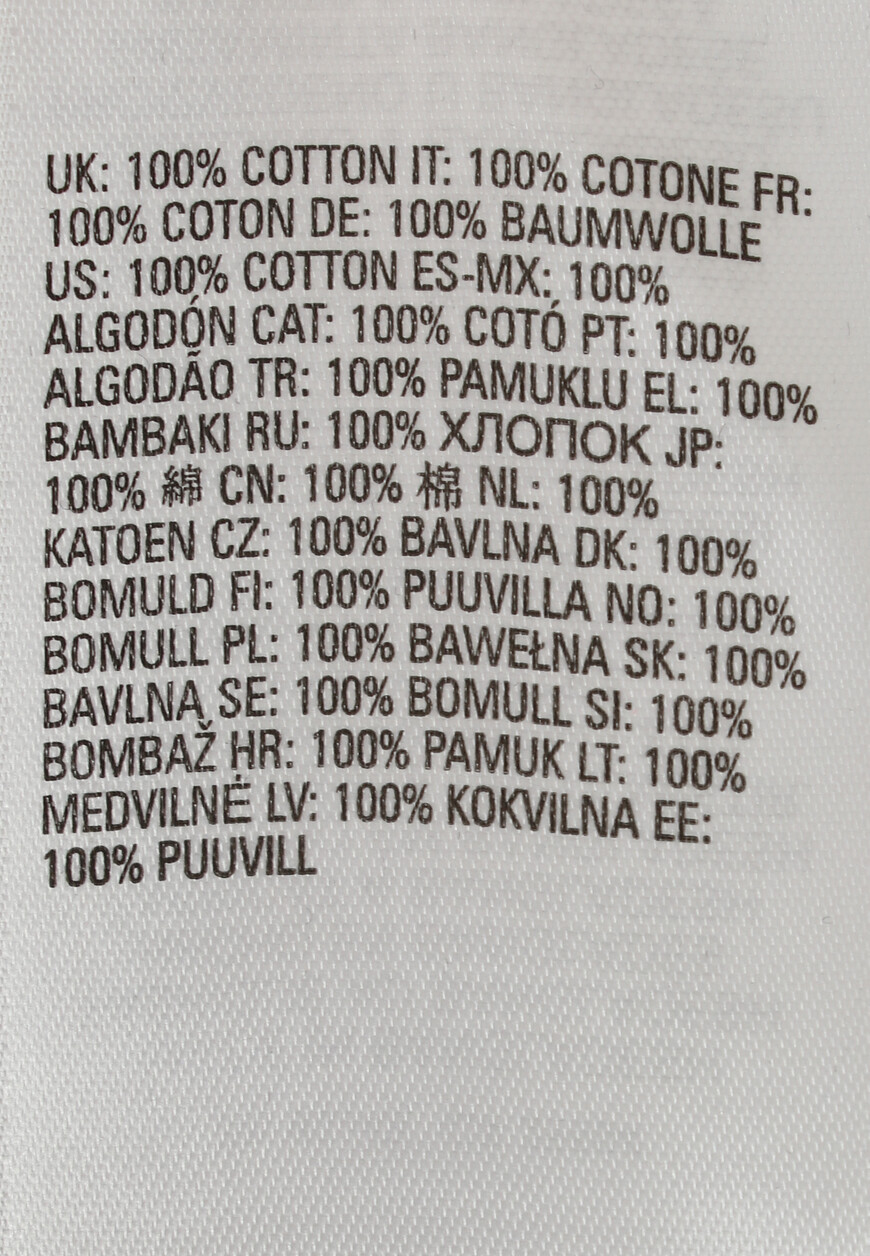 UK: 100% COTTON IT: 100% COTONE FR:
100% COTON DE: 100% BAUMWOLLE
US: 100% COTTON ES-MX: 100%
ALGODÓN CAT: 100% COTÓ PT: 100%
ALGODÃO TR: 100% PAMUKLU EL: 100%
BAMBAKI RU: 100% ХЛОПОК JP:
100% 綿 CN: 100% 棉 NL: 100%
KATOEN CZ: 100% BAVLNA DK: 100%
BOMULD FI: 100% PUUVILLA NO: 100%
BOMULL PL: 100% BAWEŁNA SK: 100%
BAVLNA SE: 100% BOMULL SI: 100%
BOMBAŽ HR: 100% PAMUK LT: 100%
MEDVILNĖ LV: 100% KOKVILNA EE:
100% PUUVILL